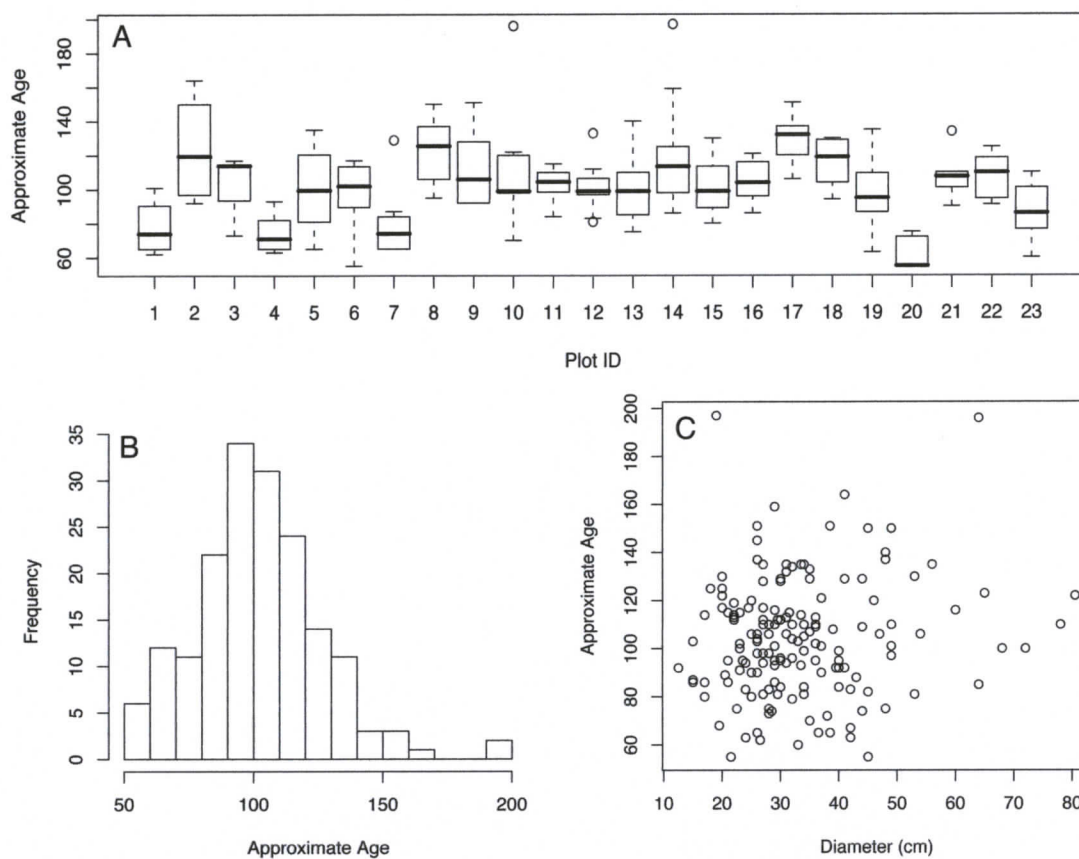 A
Approximate Age
180
140
100
60
1 2 3 4 5 6 7 8 9 10 11 12 13 14 15 16 17 18 19 20 21 22 23
Plot ID
B
Frequency
35
25
15
5
0
50 100 150 200
Approximate Age
C
Approximate Age
200
180
160
140
120
100
80
60
10 20 30 40 50 60 70 80
Diameter (cm)